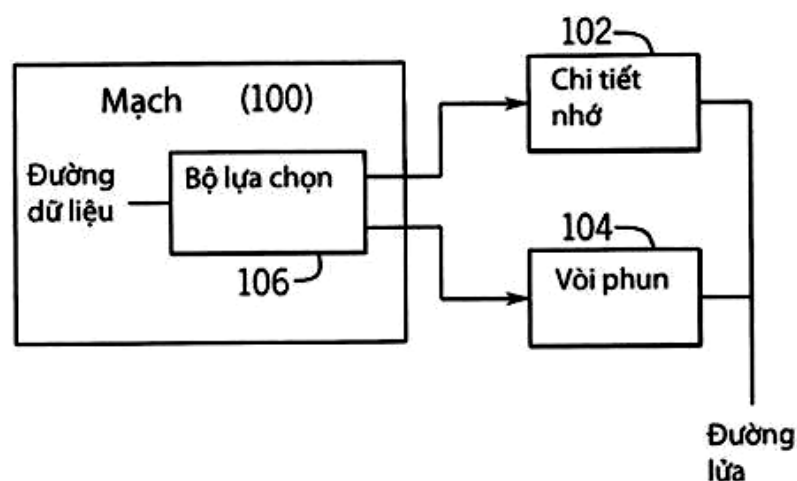 102
Mạch (100)
Chi tiết
nhớ
Đường
dữ liệu
Bộ lựa chọn
106
104
Vòi phun
Đường
lửa